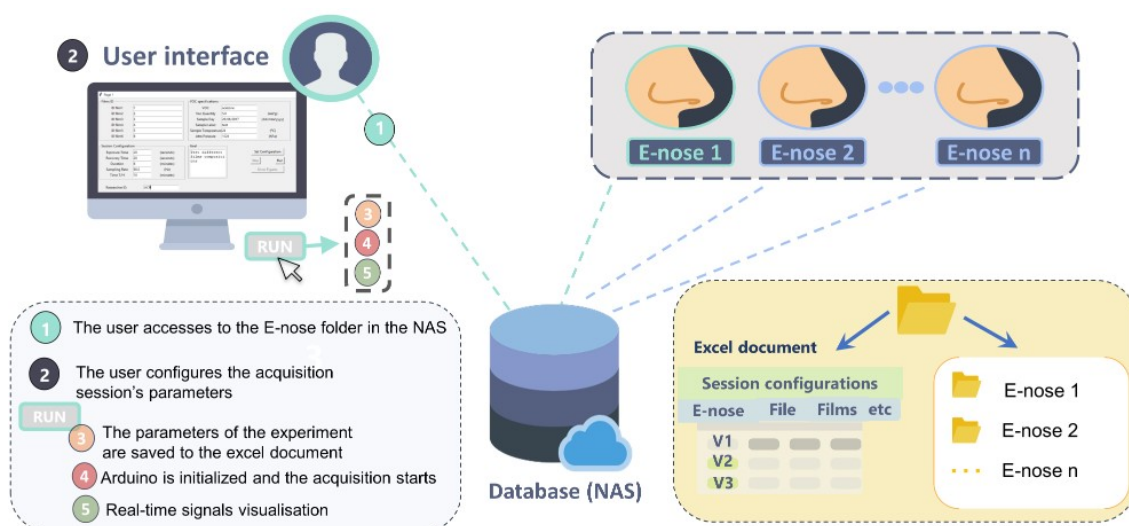 2 User interface
1
RUN
3
4
5
E-nose 1
E-nose 2
E-nose n
1 The user accesses to the E-nose folder in the NAS
2 The user configures the acquisition
session's parameters
RUN
3 The parameters of the experiment
are saved to the excel document
4 Arduino is initialized and the acquisition starts
5 Real-time signals visualisation
Database (NAS)
Excel document
Session configurations
E-nose File Films etc
V1
V2
V3
E-nose 1
E-nose 2
E-nose n